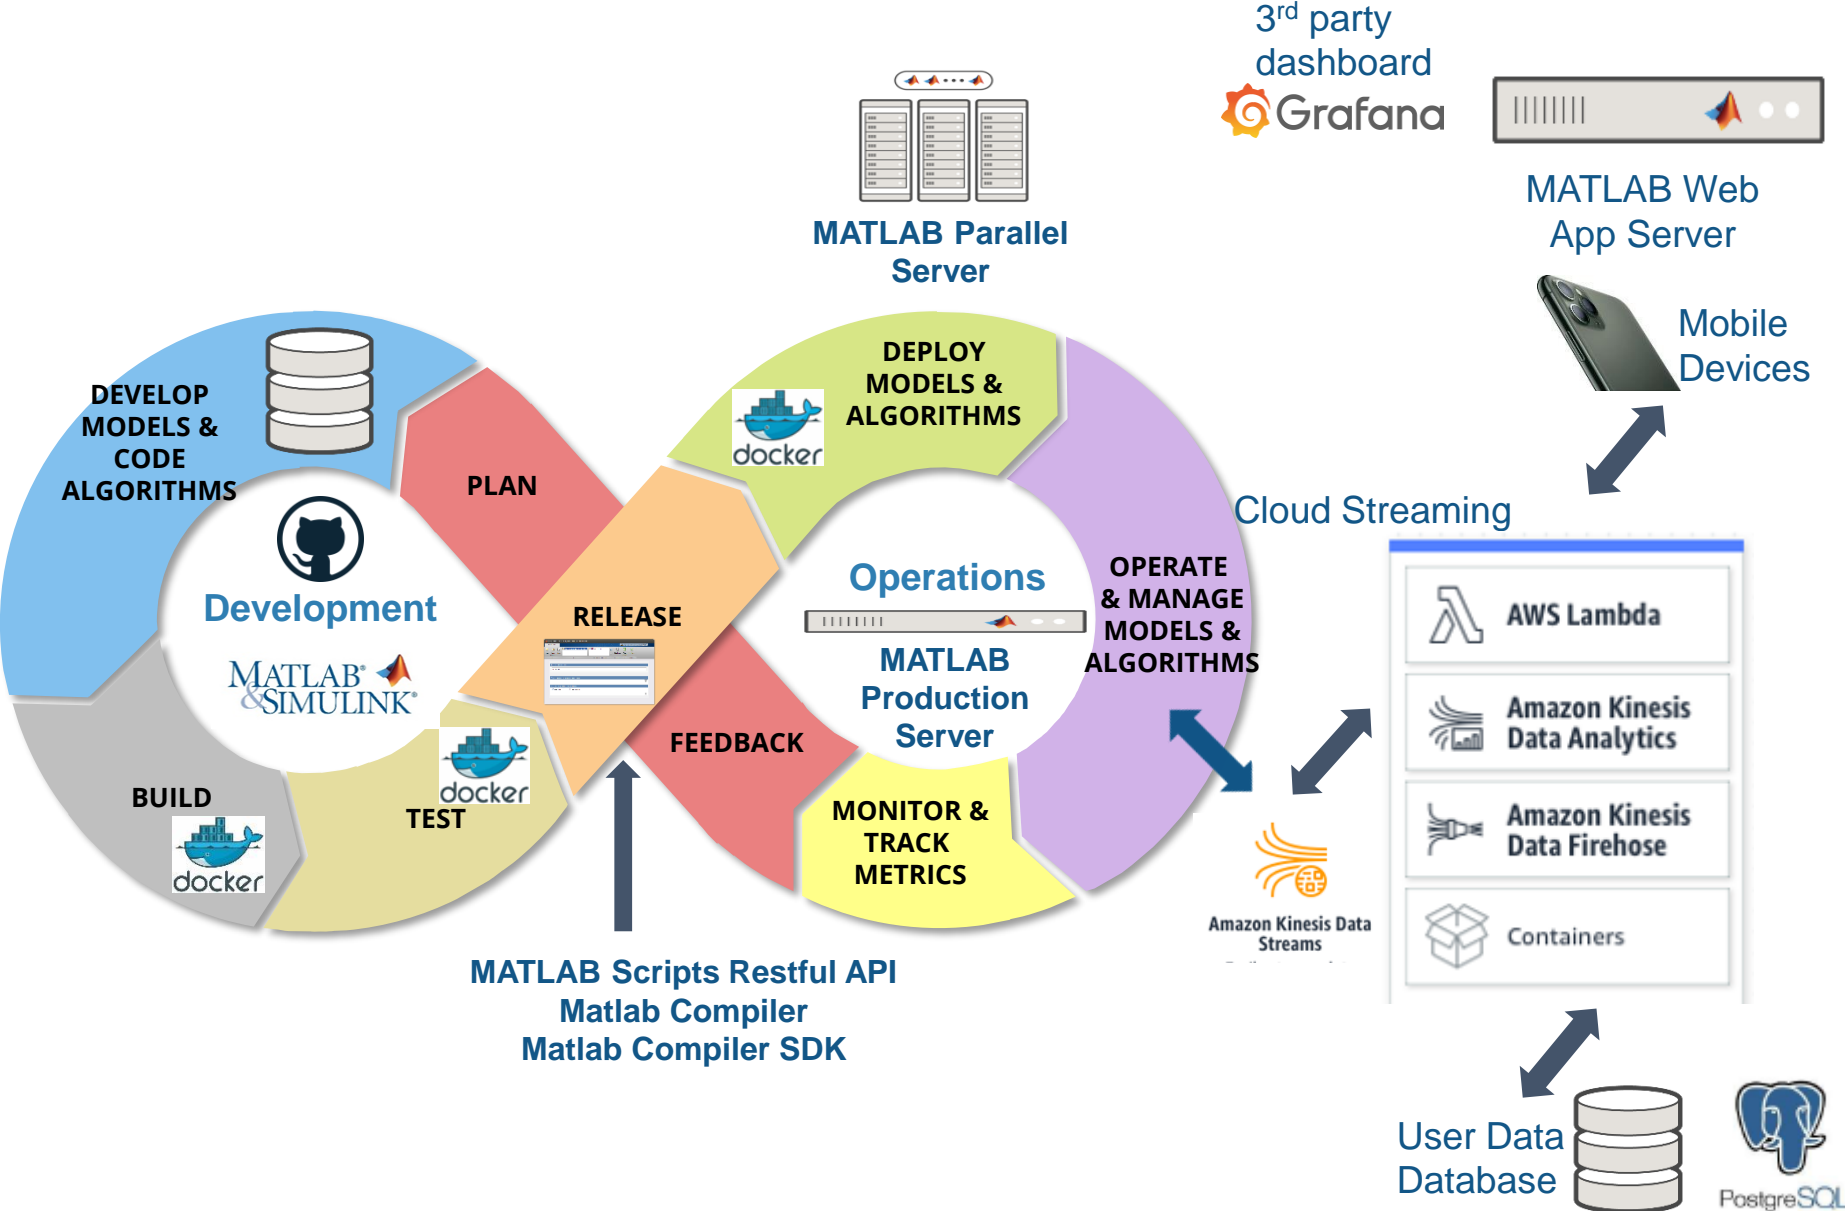 3rd party
dashboard
Grafana
MATLAB Web
App Server
MATLAB Parallel
Server
Mobile
Devices
DEVELOP
MODELS &
CODE
ALGORITHMS
PLAN
DEPLOY
MODELS &
ALGORITHMS
docker
Development
MATLAB®
&SIMULINK®
RELEASE
Operations
MATLAB
Production
Server
OPERATE
& MANAGE
MODELS &
ALGORITHMS
BUILD
docker
TEST
docker
FEEDBACK
MONITOR &
TRACK
METRICS
MATLAB Scripts Restful API
Matlab Compiler
Matlab Compiler SDK
Cloud Streaming
AWS Lambda
Amazon Kinesis
Data Analytics
Amazon Kinesis
Data Firehose
Containers
Amazon Kinesis Data
Streams
User Data
Database
PostgreSQL